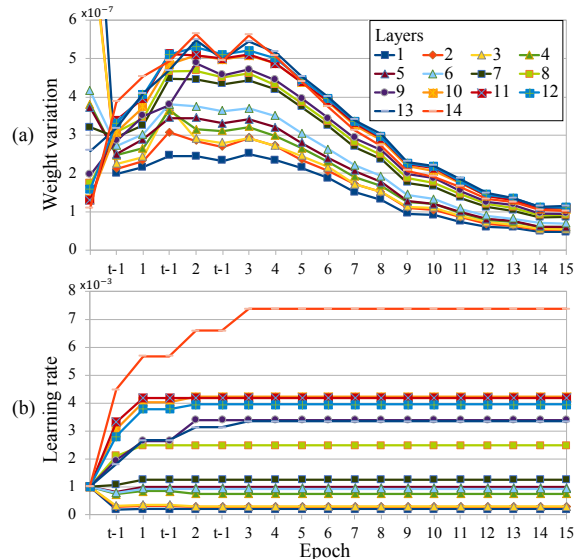 6 ×10⁻⁷
Layers
1 2 3 4
5 6 7 8
9 10 11 12
13 14
5
4
3
2
1
0
(a)
Weight variation
t-1 1 t-1 2 t-1 3 4 5 6 7 8 9 10 11 12 13 14 15
8 ×10⁻³
7
6
5
4
3
2
1
0
(b)
Learning rate
t-1 1 t-1 2 t-1 3 4 5 6 7 8 9 10 11 12 13 14 15
Epoch